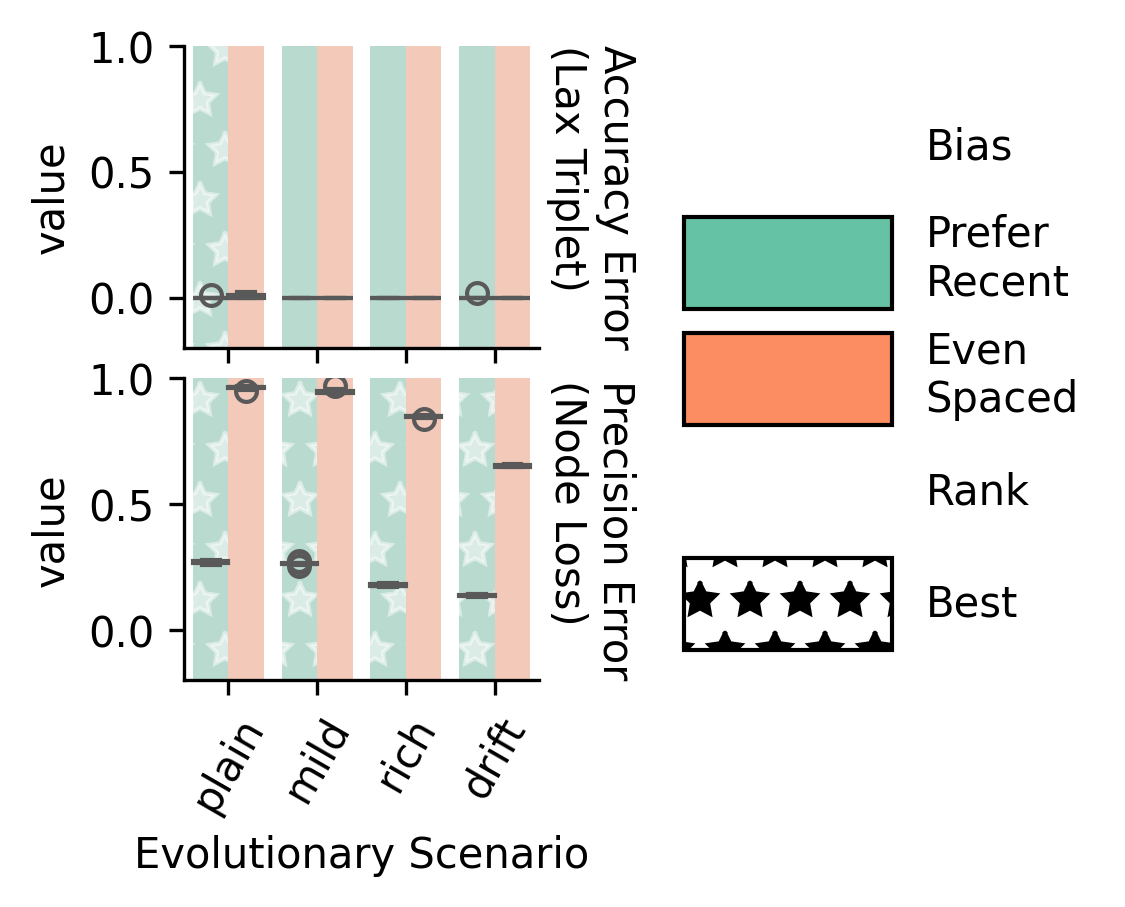 1.0
0.5
0.0
value
Accuracy Error
(Lax Triplet)
1.0
0.5
0.0
value
Precision Error
(Node Loss)
plain
mild
rich
drift
Evolutionary Scenario
Bias
Prefer
Recent
Even
Spaced
Rank
Best